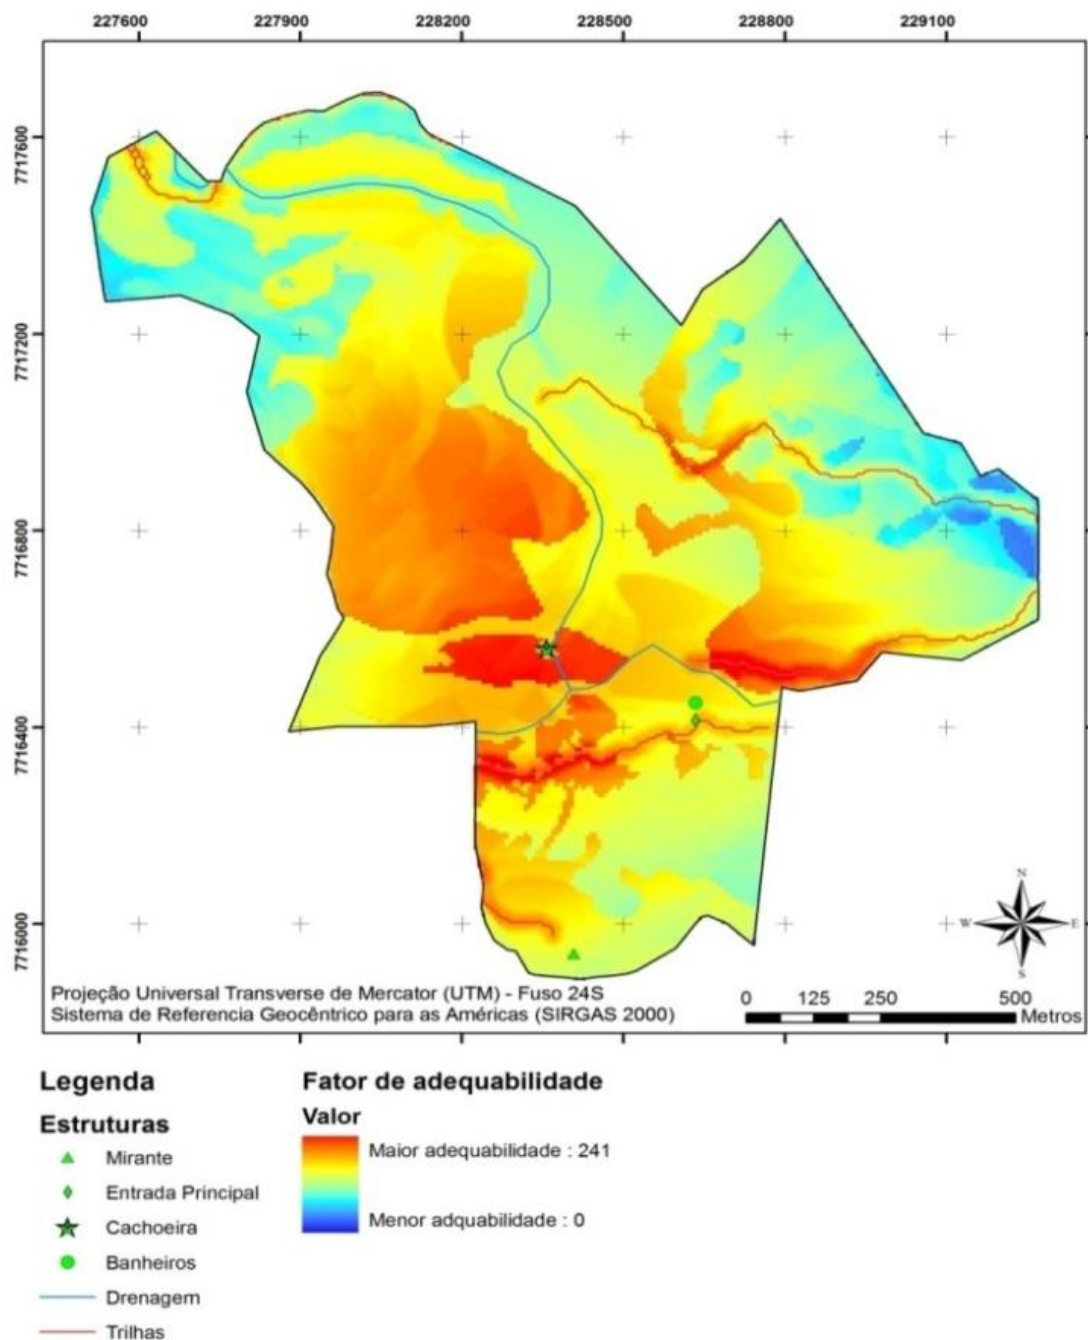 227600 227900 228200 228500 228800 229100
7717600
7717200
7716800
7716400
7716000
N
W E
S
Projeção Universal Transverse de Mercator (UTM) - Fuso 24S
Sistema de Referencia Geocêntrico para as Américas (SIRGAS 2000)
0 125 250 500
Metros
Legenda
Estruturas
Mirante
Entrada Principal
Cachoeira
Banheiros
Drenagem
Trilhas
Fator de adequabilidade
Valor
Maior adequabilidade : 241
Menor adquabilidade : 0